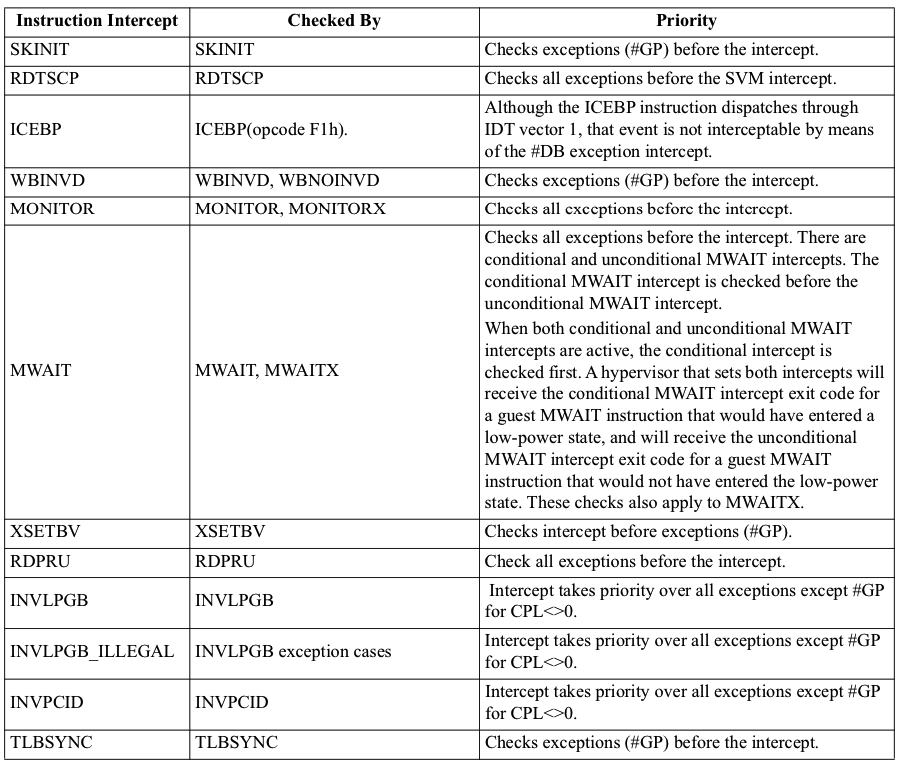 Instruction Intercept Checked By Priority
SKINIT SKINIT Checks exceptions (#GP) before the intercept.
RDTSCP RDTSCP Checks all exceptions before the SVM intercept.
ICEBP ICEBP(opcode F1h). Although the ICEBP instruction dispatches through
IDT vector 1, that event is not interceptable by means
of the #DB exception intercept.
WBINVD WBINVD, WBNOINVD Checks exceptions (#GP) before the intercept.
MONITOR MONITOR, MONITORX Checks all exceptions before the intercept.
MWAIT MWAIT, MWAITX Checks all exceptions before the intercept. There are
conditional and unconditional MWAIT intercepts. The
conditional MWAIT intercept is checked before the
unconditional MWAIT intercept.
When both conditional and unconditional MWAIT
intercepts are active, the conditional intercept is
checked first. A hypervisor that sets both intercepts will
receive the conditional MWAIT intercept exit code for
a guest MWAIT instruction that would have entered a
low-power state, and will receive the unconditional
MWAIT intercept exit code for a guest MWAIT
instruction that would not have entered the low-power
state. These checks also apply to MWAITX.
XSETBV XSETBV Checks intercept before exceptions (#GP).
RDPRU RDPRU Check all exceptions before the intercept.
INVLPGB INVLPGB Intercept takes priority over all exceptions except #GP
for CPL<>0.
INVLPGB_ILLEGAL INVLPGB exception cases Intercept takes priority over all exceptions except #GP
for CPL<>0.
INVPCID INVPCID Intercept takes priority over all exceptions except #GP
for CPL<>0.
TLBSYNC TLBSYNC Checks exceptions (#GP) before the intercept.